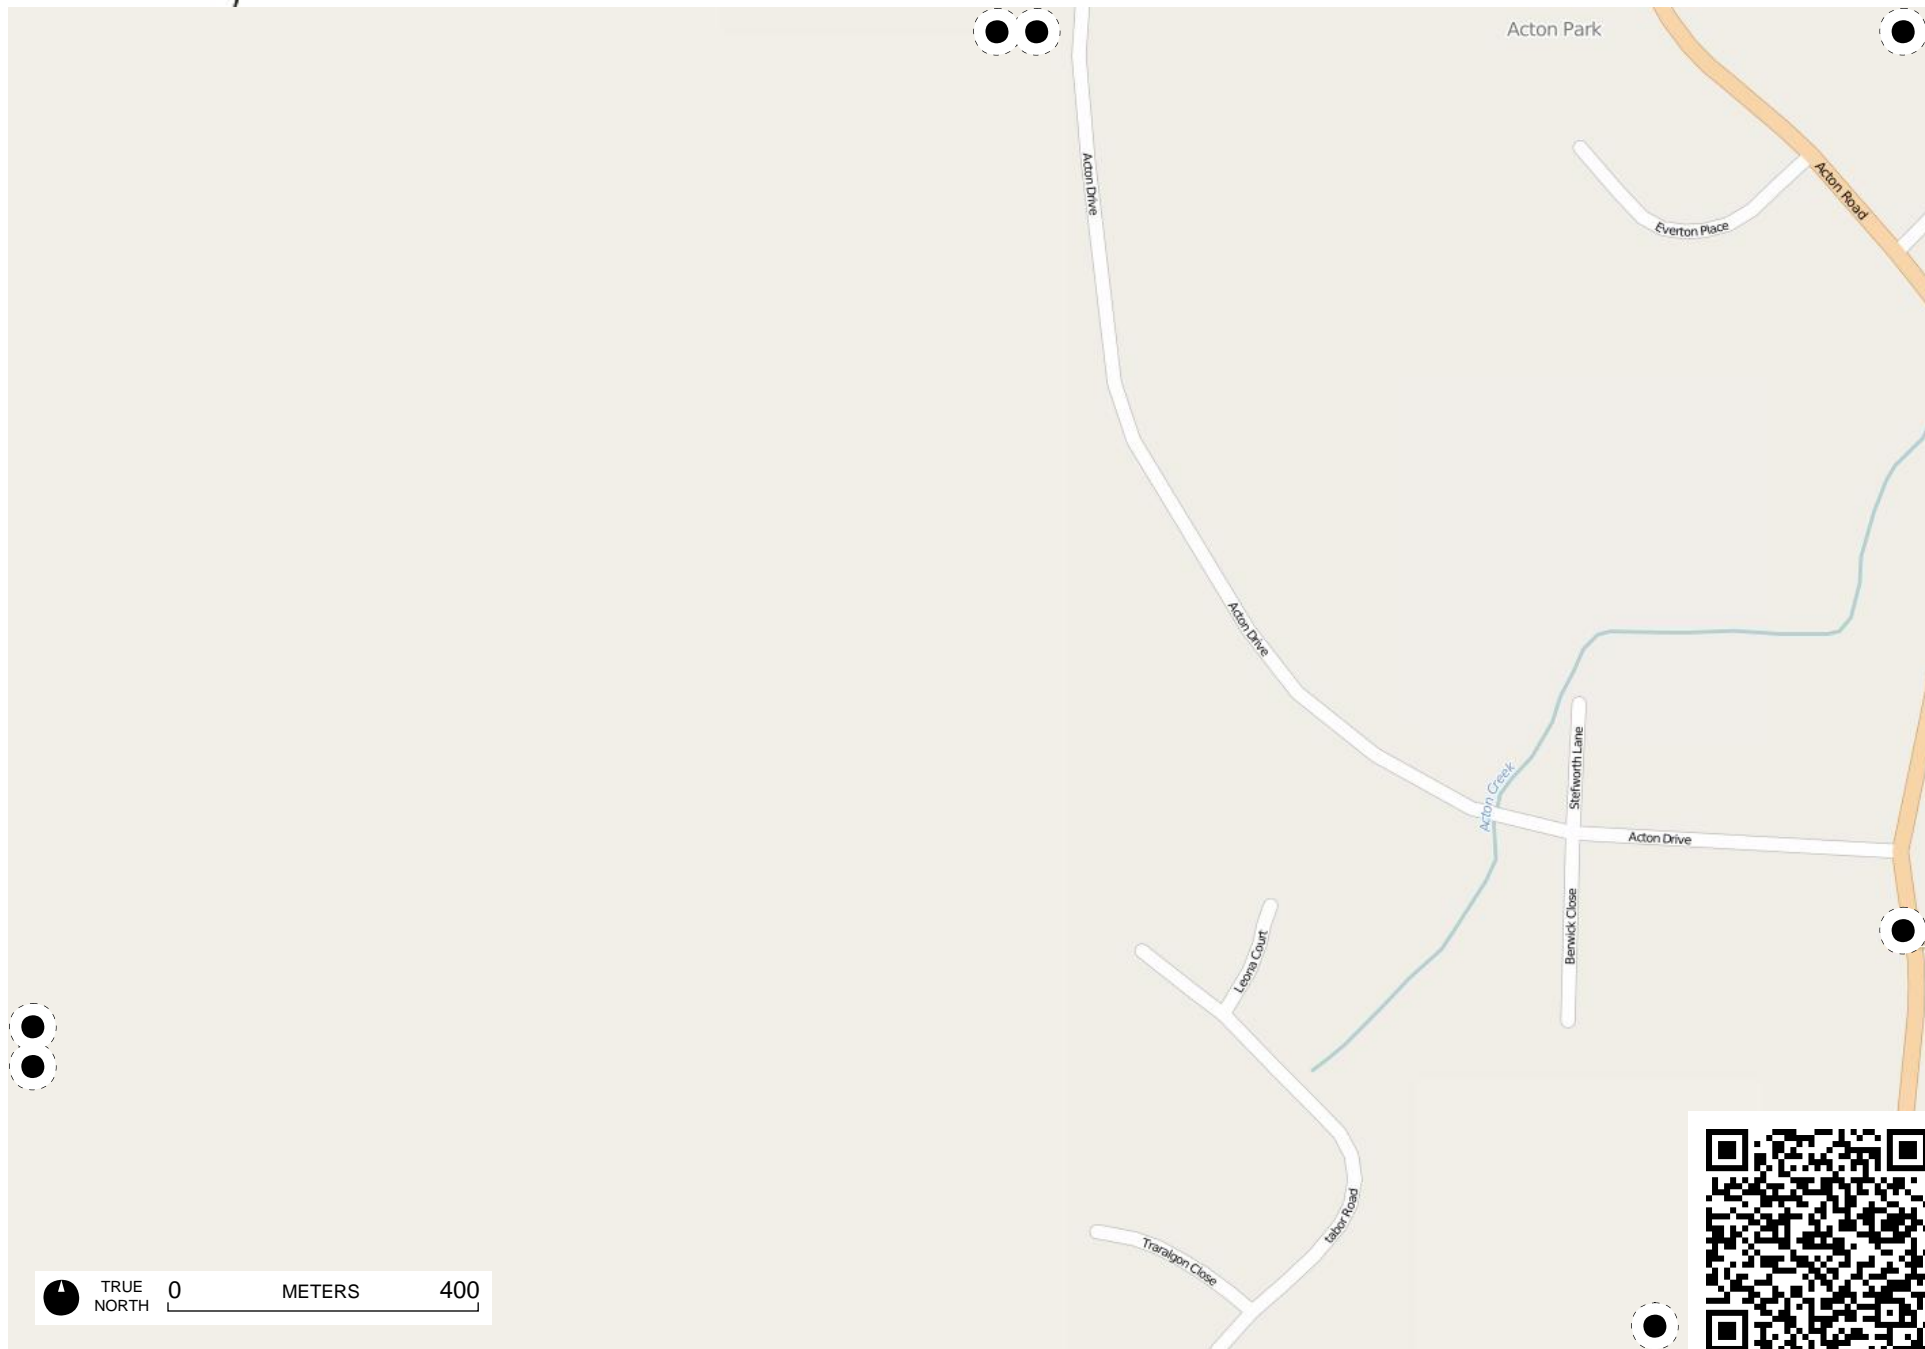 Acton Park
Acton Drive
Acton Road
Everton Place
Acton Drive
Stefworth Lane
Acton Creek
Acton Drive
Berwick Close
Leona Court
tabor Road
Traralgon Close
TRUE NORTH
0 METERS 400